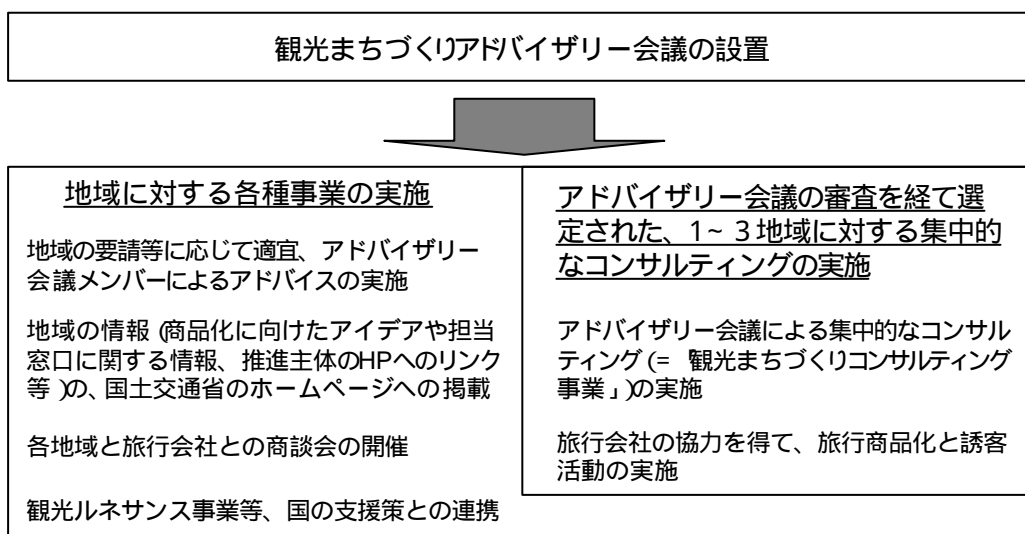 観光まちづくりアドバイザリー会議の設置
地域に対する各種事業の実施
地域の要請等に応じて適宜、アドバイザリー
会議メンバーによるアドバイスの実施
地域の情報(商品化に向けたアイデアや担当
窓口に関する情報、推進主体のHPへのリンク
等)の、国土交通省のホームページへの掲載
各地域と旅行会社との商談会の開催
観光ルネサンス事業等、国の支援策との連携
アドバイザリー会議の審査を経て選
定された、1~3地域に対する集中的
なコンサルティングの実施
アドバイザリー会議による集中的なコンサル
ティング(=「観光まちづくりコンサルティング
事業」)の実施
旅行会社の協力を得て、旅行商品化と誘客
活動の実施